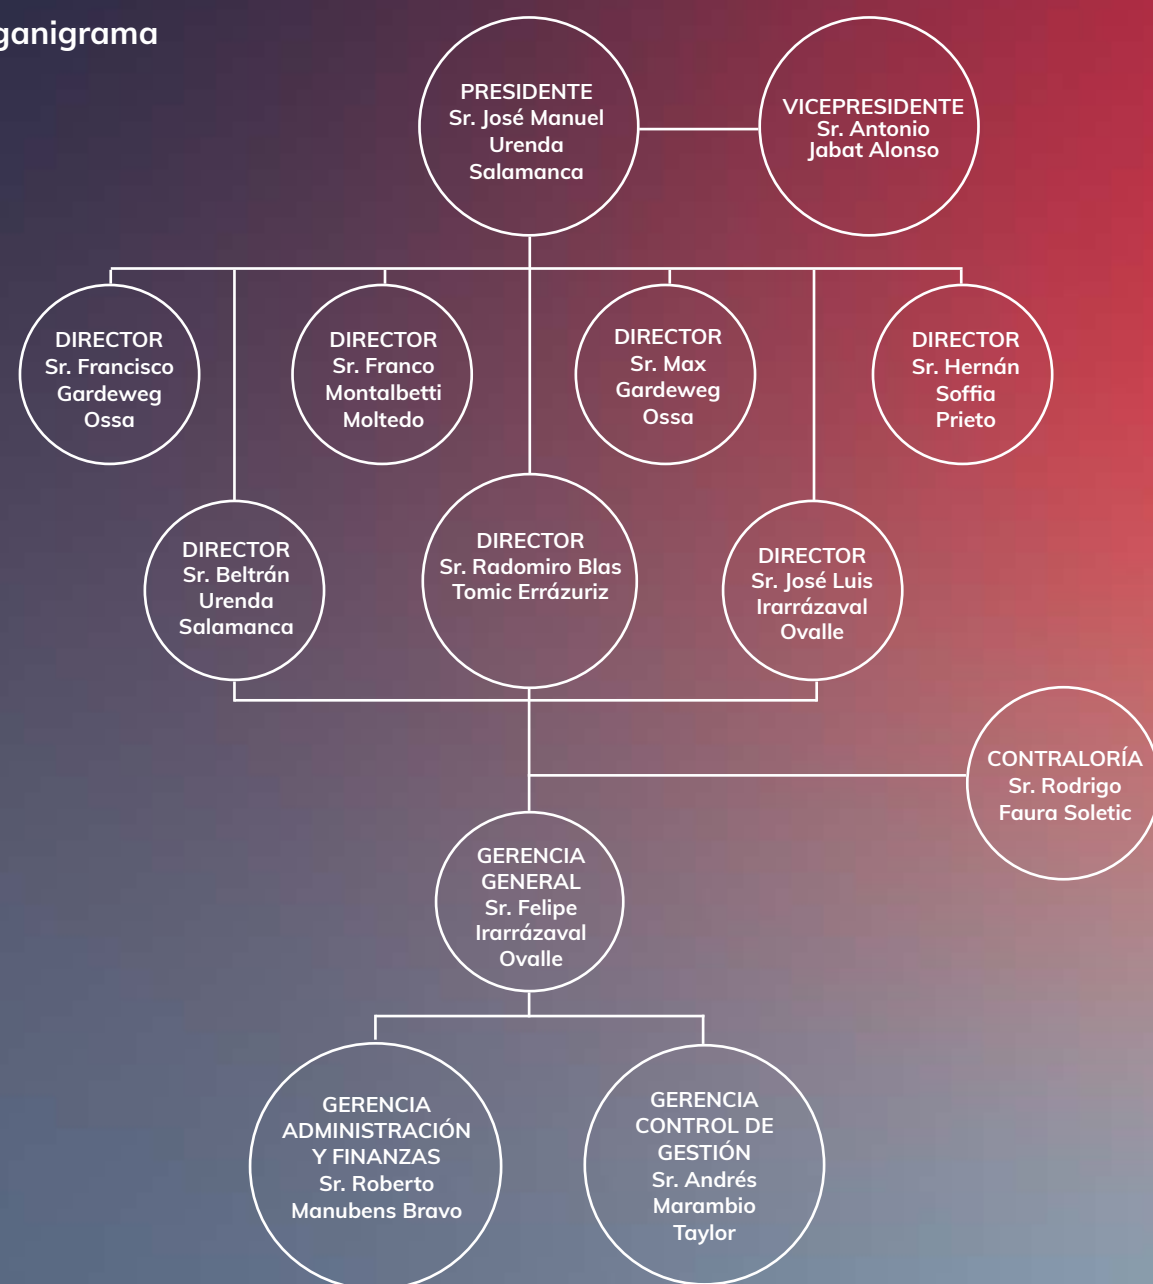 ganigrama
PRESIDENTE
Sr. José Manuel
Urenda
Salamanca
VICEPRESIDENTE
Sr. Antonio
Jabat Alonso
DIRECTOR
Sr. Francisco
Gardeweg
Ossa
DIRECTOR
Sr. Franco
Montalbetti
Moltedo
DIRECTOR
Sr. Max
Gardeweg
Ossa
DIRECTOR
Sr. Hernán
Soffia
Prieto
DIRECTOR
Sr. Beltrán
Urenda
Salamanca
DIRECTOR
Sr. Radomiro Blas
Tomic Errázuriz
DIRECTOR
Sr. José Luis
Irarrázaval
Ovalle
CONTRALORÍA
Sr. Rodrigo
Faura Soletic
GERENCIA
GENERAL
Sr. Felipe
Irarrázaval
Ovalle
GERENCIA
ADMINISTRACIÓN
Y FINANZAS
Sr. Roberto
Manubens Bravo
GERENCIA
CONTROL DE
GESTIÓN
Sr. Andrés
Marambio
Taylor